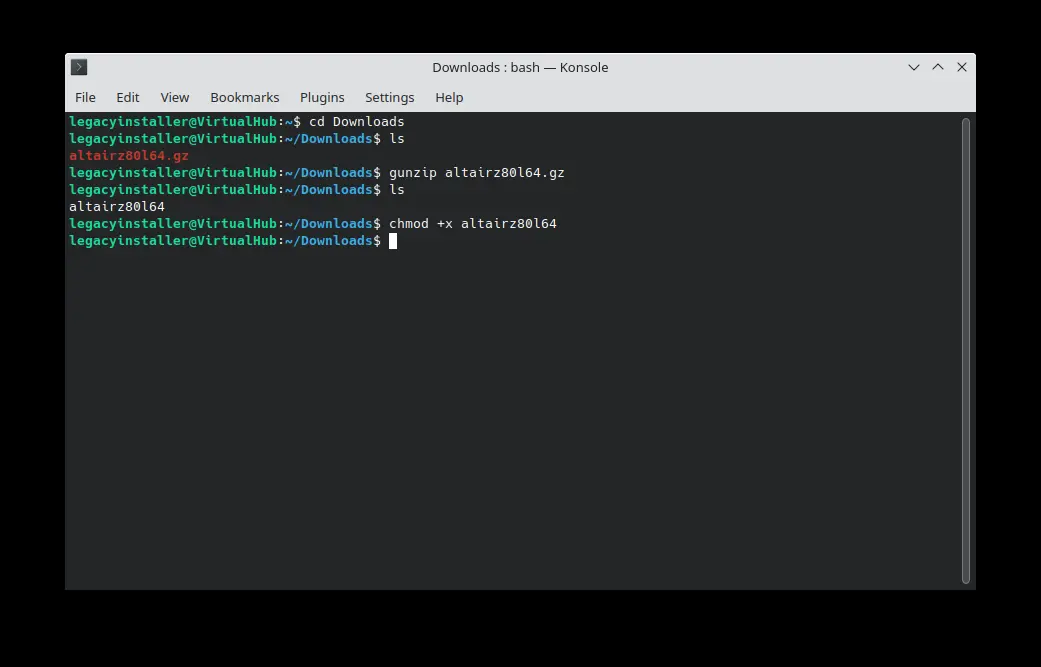 Downloads : bash — Konsole
File Edit View Bookmarks Plugins Settings Help
legacyinstaller@VirtualHub:~$ cd Downloads
legacyinstaller@VirtualHub:~/Downloads$ ls
altairz80l64.gz
legacyinstaller@VirtualHub:~/Downloads$ gunzip altairz80l64.gz
legacyinstaller@VirtualHub:~/Downloads$ ls
altairz80l64
legacyinstaller@VirtualHub:~/Downloads$ chmod +x altairz80l64
legacyinstaller@VirtualHub:~/Downloads$